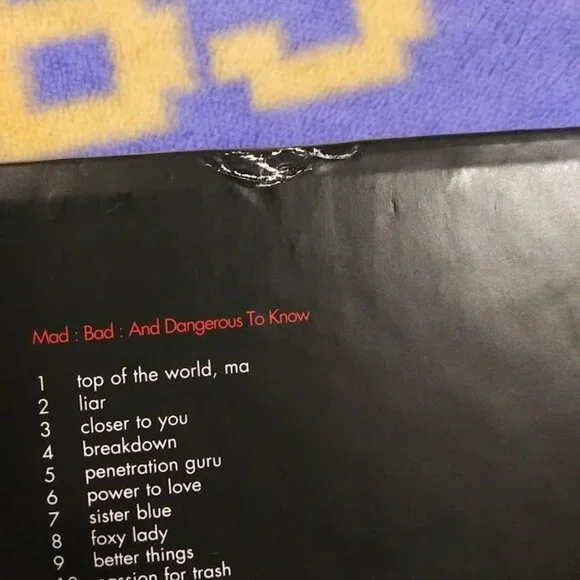 Mad : Bad : And Dangerous To Know
1 top of the world, ma
2 liar
3 closer to you
4 breakdown
5 penetration guru
6 power to love
7 sister blue
8 foxy lady
9 better things
10 passion for trash